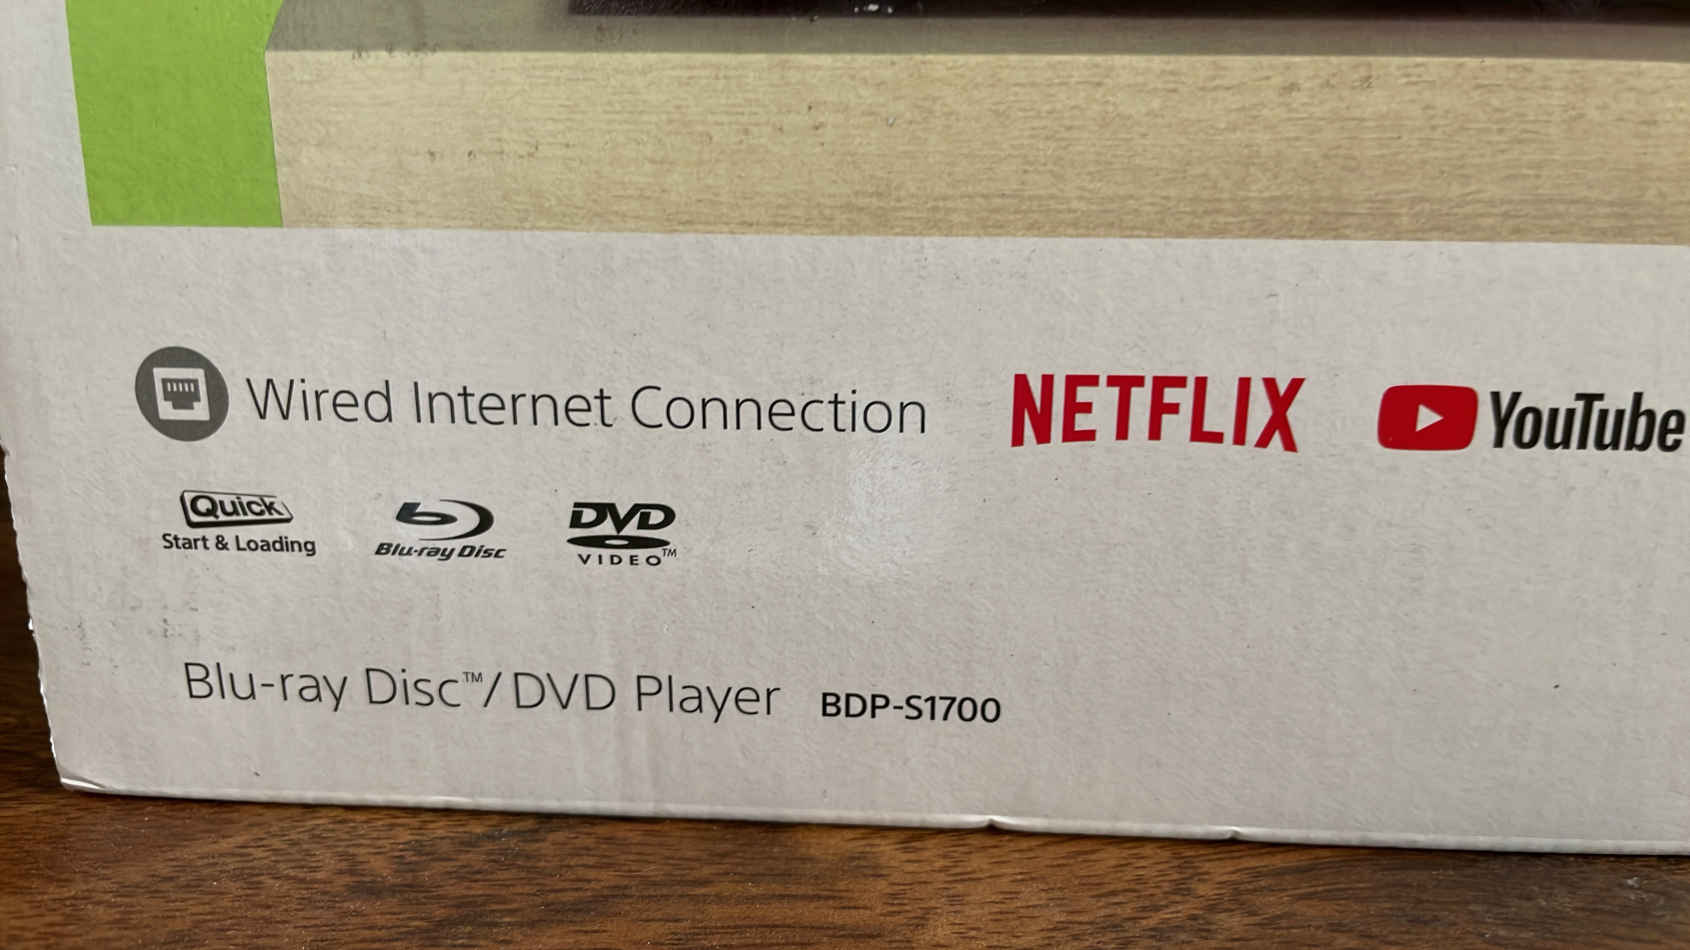 Wired Internet Connection NETFLIX YouTube
Quick
Start & Loading
Blu-ray Disc
DVD
VIDEO™
Blu-ray Disc™/DVD Player BDP-S1700